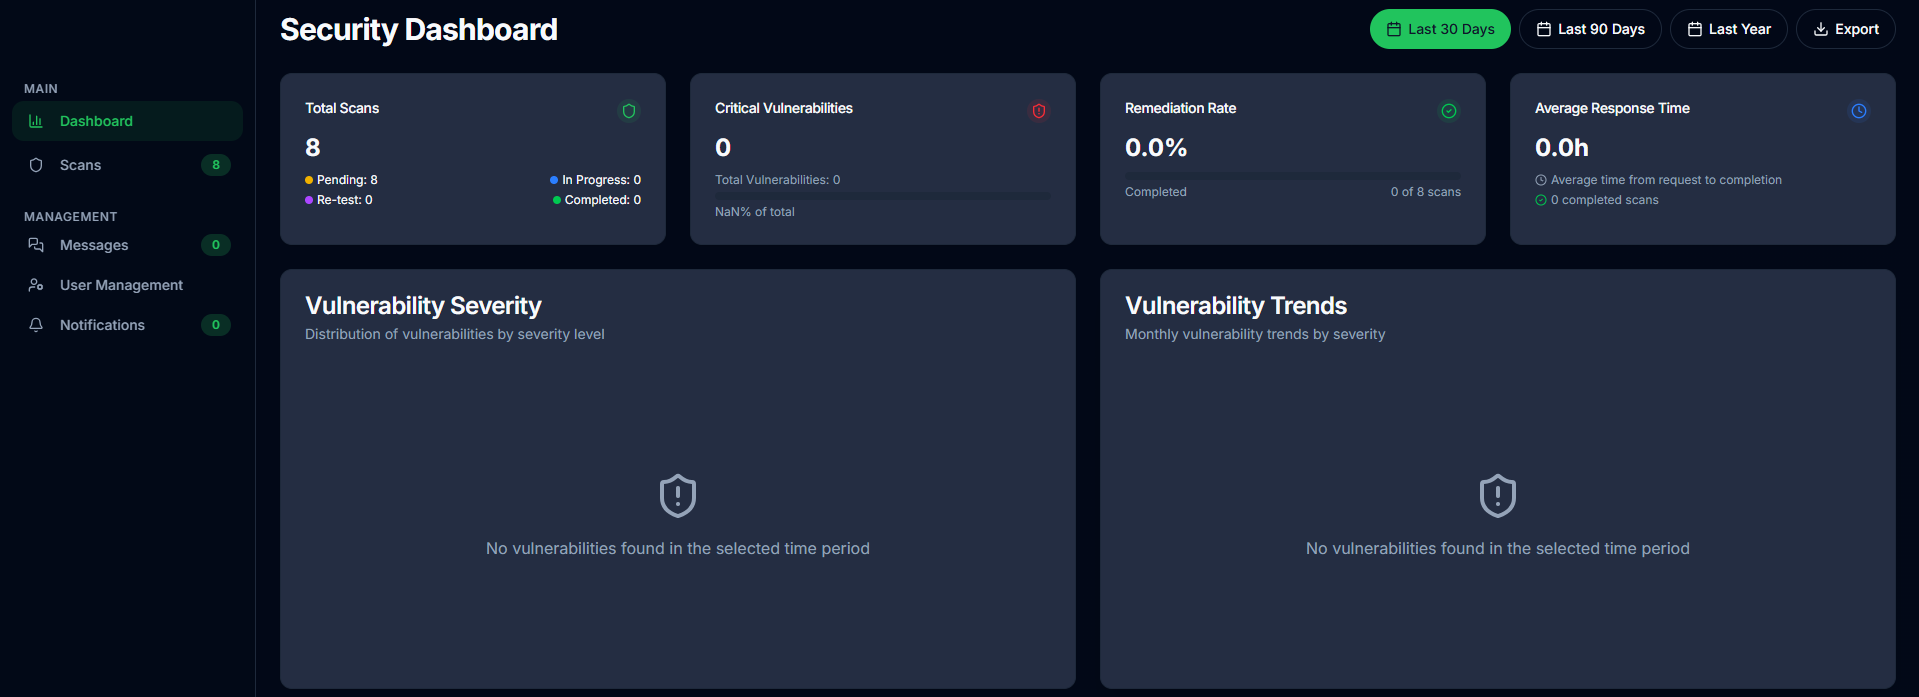 Security Dashboard
Last 30 Days
Last 90 Days
Last Year
Export
MAIN
Dashboard
Scans 8
MANAGEMENT
Messages 0
User Management
Notifications 0
Total Scans
8
Pending: 8 In Progress: 0
Re-test: 0 Completed: 0
Critical Vulnerabilities
0
Total Vulnerabilities: 0
NaN% of total
Remediation Rate
0.0%
Completed 0 of 8 scans
Average Response Time
0.0h
Average time from request to completion
0 completed scans
Vulnerability Severity
Distribution of vulnerabilities by severity level
No vulnerabilities found in the selected time period
Vulnerability Trends
Monthly vulnerability trends by severity
No vulnerabilities found in the selected time period